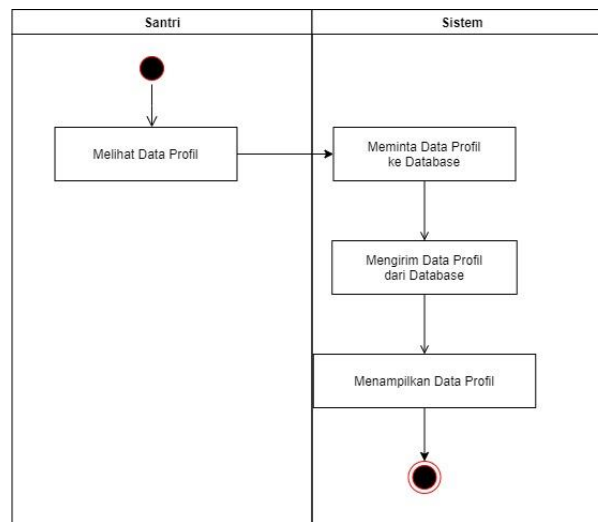 Santri
Sistem
Melihat Data Profil
Meminta Data Profil
ke Database
Mengirim Data Profil
dari Database
Menampilkan Data Profil